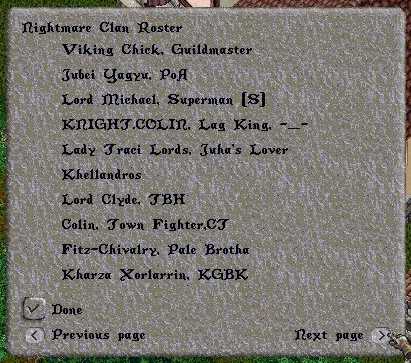 Nightmare Clan Roster
Viking Chick, Guildmaster
Jubei Yagyu, PoA
Lord Michael, Superman [S]
KNIGHT.COLIN, Lag King, -__-
Lady Traci Lords, Juha's Lover
Khellandros
Lord Clyde, TBH
Colin, Town Fighter,CT
Fitz-Chivalry, Pale Brotha
Kharza Xorlarrin, KGBK
Done
Previous page
Next page